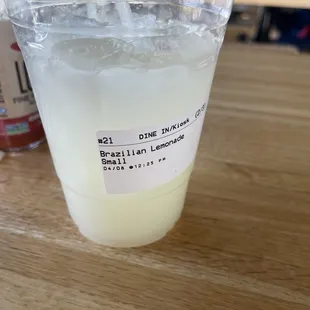 #21 DINE IN/Kiosk
Brazilian Lemonade
Small
04/08 @12:25 PM